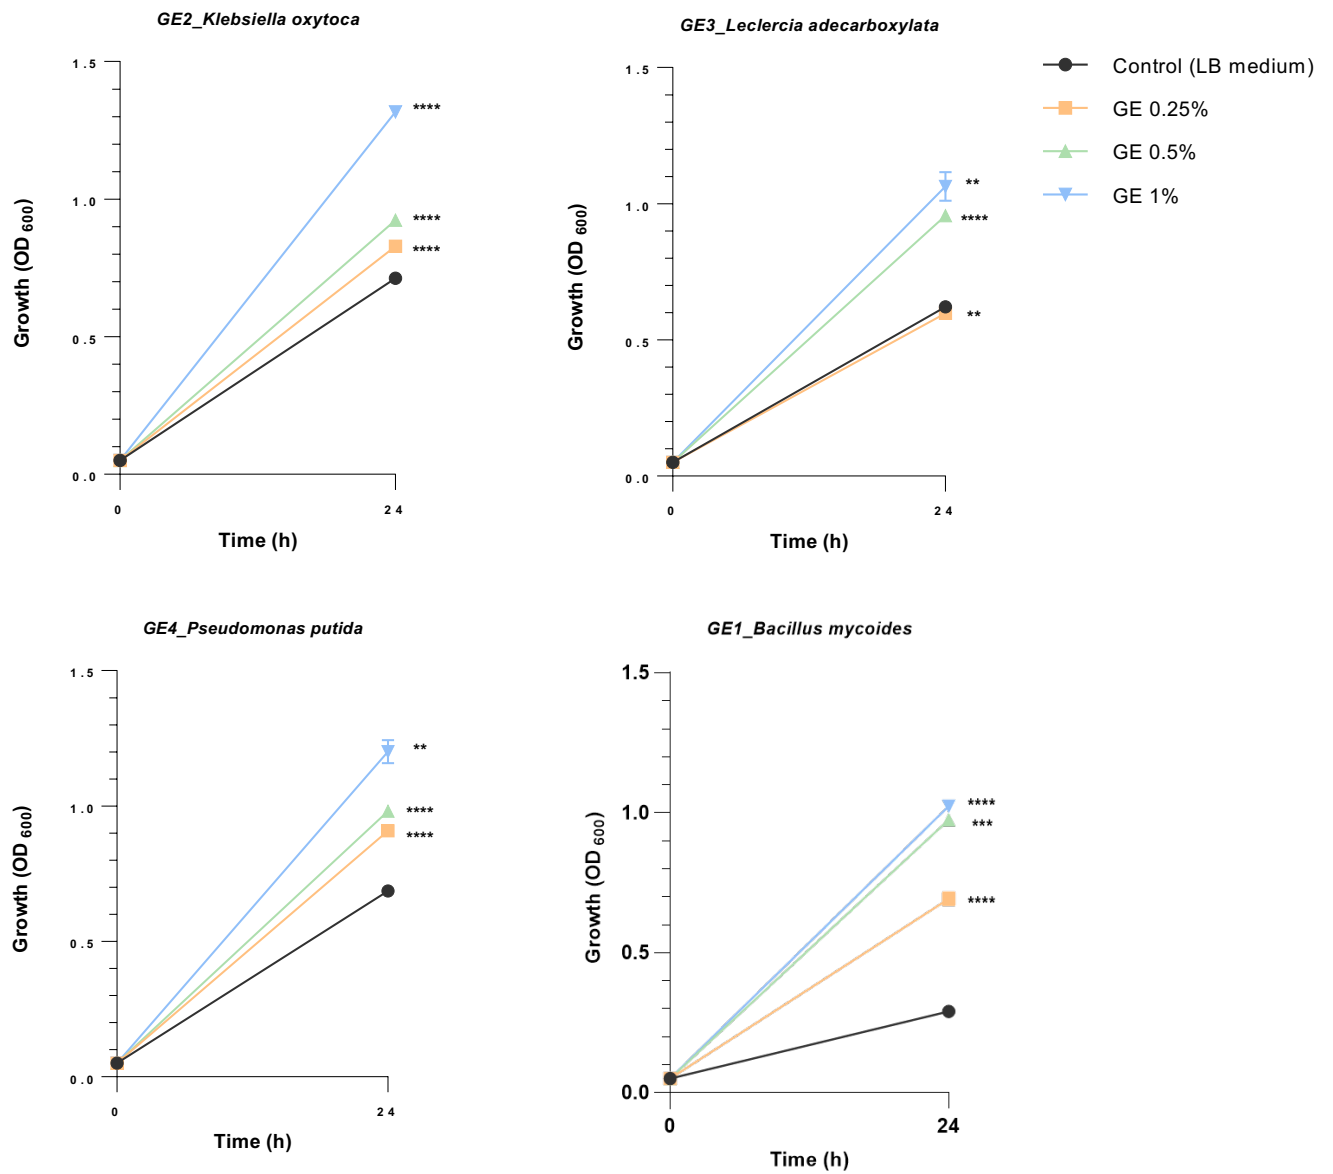 GE2_Klebsiella oxytoca
1.5
1.0
0.5
0.0
Growth (OD 600)
****
****
****
0
24
Time (h)
GE3_Leclercia adecarboxylata
1.5
1.0
0.5
0.0
Growth (OD 600)
**
****
**
0
24
Time (h)
Control (LB medium)
GE 0.25%
GE 0.5%
GE 1%
GE4_Pseudomonas putida
1.5
1.0
0.5
0.0
Growth (OD 600)
**
****
****
0
24
Time (h)
GE1_Bacillus mycoides
1.5
1.0
0.5
0.0
Growth (OD 600)
****
***
****
0
24
Time (h)